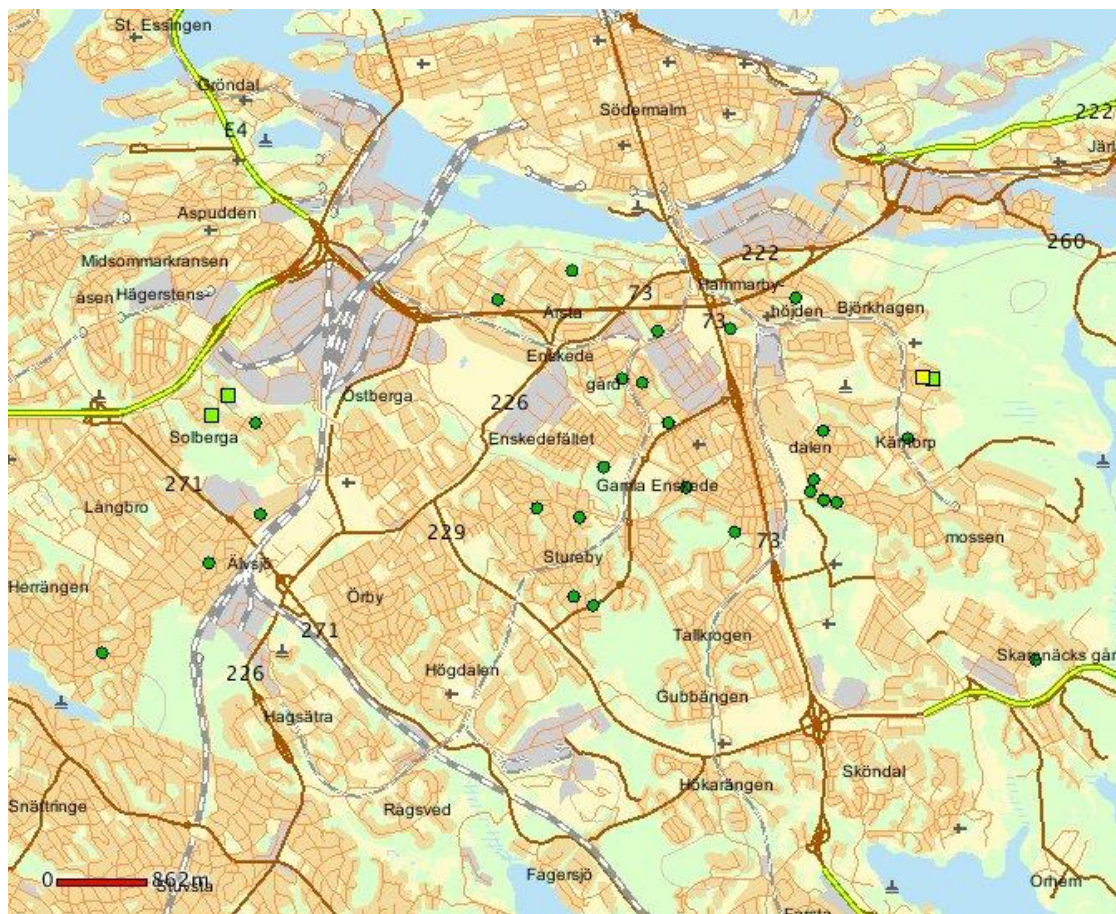 St. Essingen
Gröndal
Södermalm
E4
222
Järl
Aspudden
Midsommarkransen
222
260
åsen
Hägerstens-
73
Hammarby-
höjden
Björkhagen
Årsta
73
Enskede
gård
Östberga
226
Solberga
Enskedefältet
dalen
Kärrtorp
271
Gamla Enskede
Långbro
229
73
mossen
Stureby
Älvsjö
Herrängen
Örby
271
Tallkrogen
Skarpnäcks går
226
Högdalen
Gubbängen
Hagsätra
Hökarängen
Sköndal
Snättringe
Rågsved
0
862m
Stuvsta
Fagersjö
Orhem
Farsta